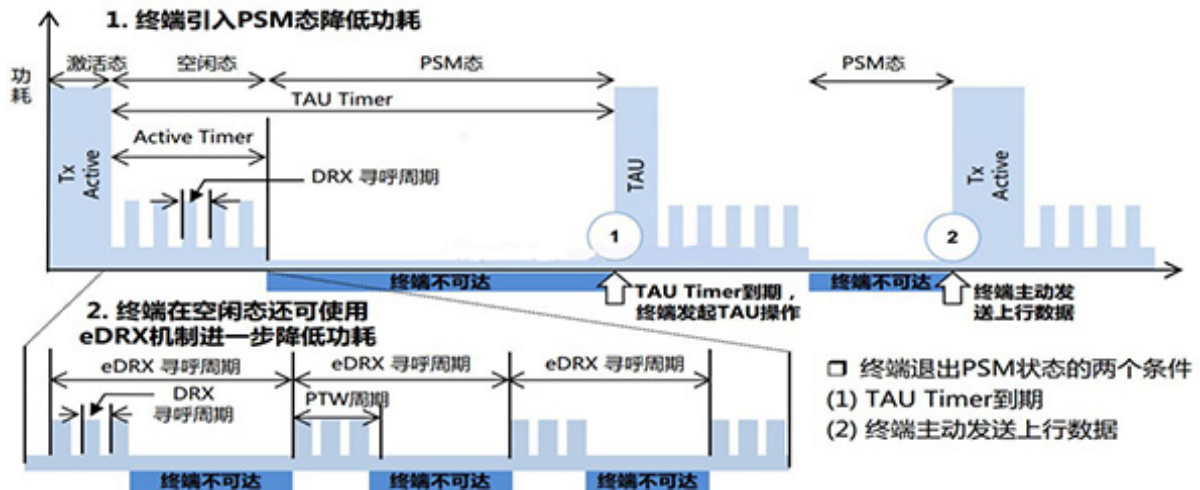 1. 终端引入PSM态降低功耗
功
耗
激活态
空闲态
PSM态
PSM态
TAU Timer
Active Timer
DRX 寻呼周期
Tx
Active
TAU
Tx
Active
1
2
终端不可达
终端不可达
TAU Timer到期，
终端发起TAU操作
终端主动发
送上行数据
2. 终端在空闲态还可使用
eDRX机制进一步降低功耗
eDRX 寻呼周期
eDRX 寻呼周期
eDRX 寻呼周期
DRX
寻呼周期
PTW周期
终端不可达
终端不可达
终端不可达
终端退出PSM状态的两个条件
(1) TAU Timer到期
(2) 终端主动发送上行数据